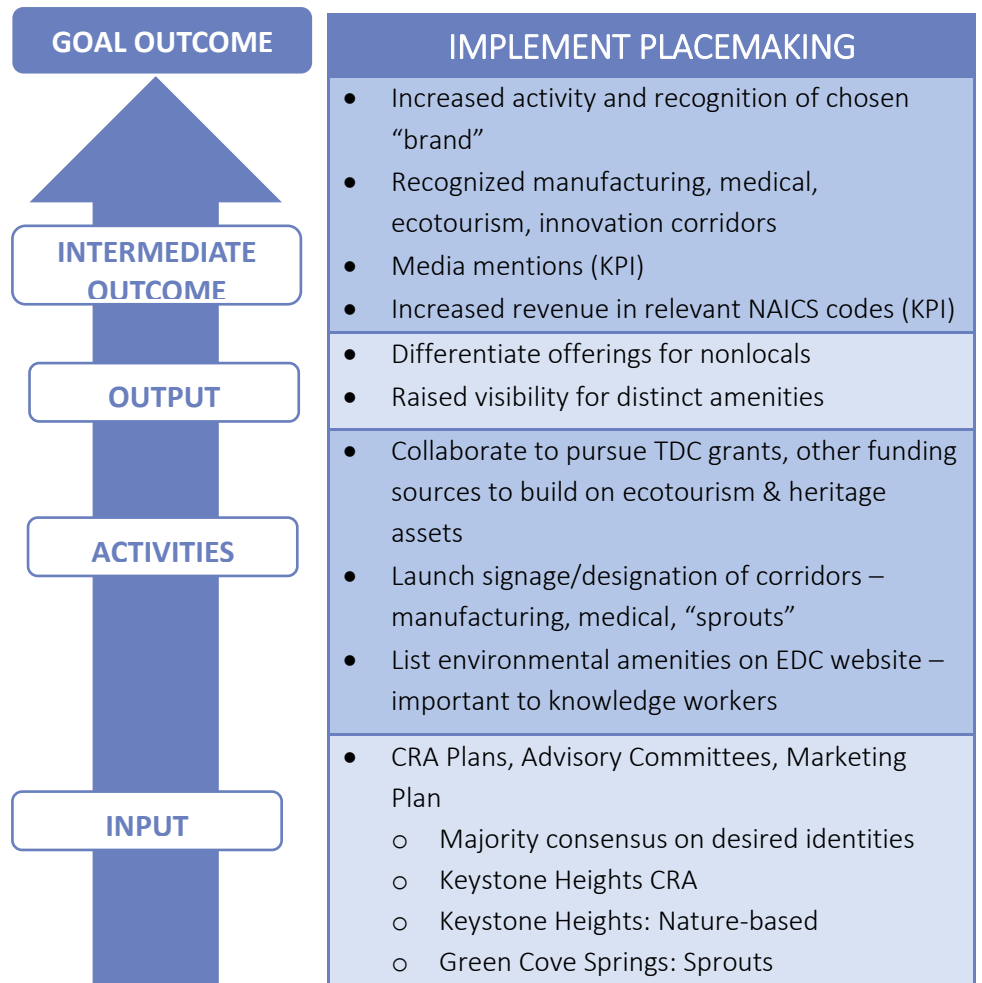 GOAL OUTCOME
IMPLEMENT PLACEMAKING
• Increased activity and recognition of chosen
“brand”
• Recognized manufacturing, medical,
ecotourism, innovation corridors
• Media mentions (KPI)
• Increased revenue in relevant NAICS codes (KPI)
INTERMEDIATE
OUTCOME
• Differentiate offerings for nonlocals
• Raised visibility for distinct amenities
OUTPUT
• Collaborate to pursue TDC grants, other funding
sources to build on ecotourism & heritage
assets
• Launch signage/designation of corridors –
manufacturing, medical, “sprouts”
• List environmental amenities on EDC website –
important to knowledge workers
ACTIVITIES
• CRA Plans, Advisory Committees, Marketing
Plan
o Majority consensus on desired identities
o Keystone Heights CRA
o Keystone Heights: Nature-based
o Green Cove Springs: Sprouts
INPUT